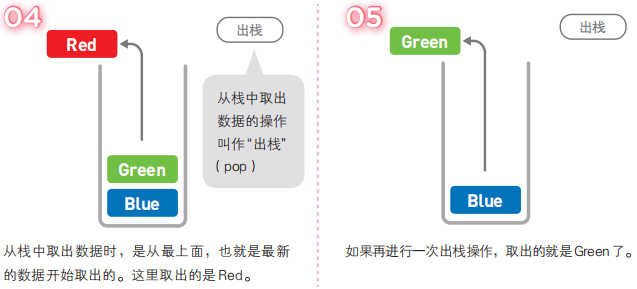 04
Red
出栈
从栈中取出
数据的操作
叫作“出栈”
(pop)
Green
Blue
从栈中取出数据时，是从最上面，也就是最新
的数据开始取出的。这里取出的是Red。
05
Green
出栈
Blue
如果再进行一次出栈操作，取出的就是Green了。